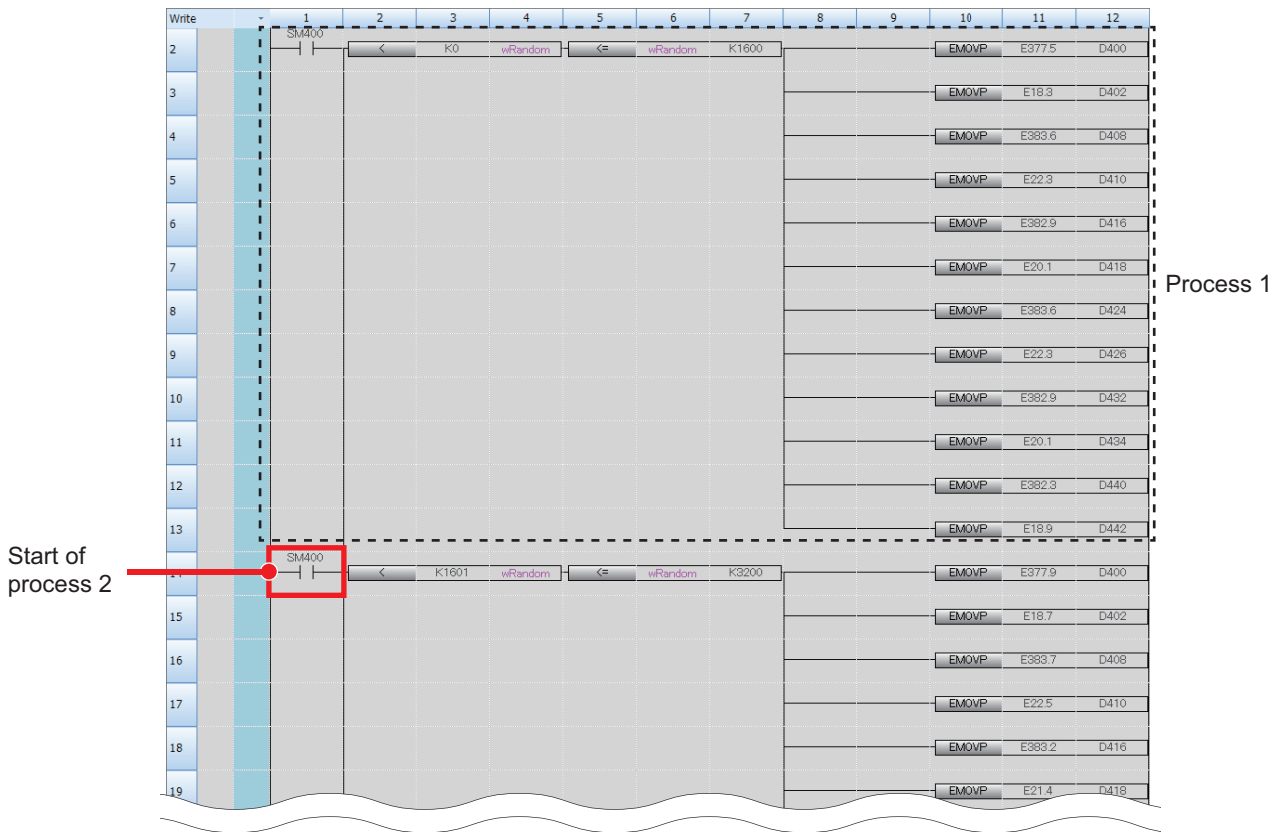 Write 1 2 3 4 5 6 7 8 9 10 11 12
SM400
2 < K0 wRandom <= wRandom K1600 EMOVP E377.5 D400
3 EMOVP E18.3 D402
4 EMOVP E383.6 D408
5 EMOVP E22.3 D410
6 EMOVP E382.9 D416
7 EMOVP E20.1 D418
Process 1
8 EMOVP E383.6 D424
9 EMOVP E22.3 D426
10 EMOVP E382.9 D432
11 EMOVP E20.1 D434
12 EMOVP E382.3 D440
13 EMOVP E18.9 D442
Start of
process 2
SM400
14 < K1601 wRandom <= wRandom K3200 EMOVP E377.9 D400
15 EMOVP E18.7 D402
16 EMOVP E383.7 D408
17 EMOVP E22.5 D410
18 EMOVP E383.2 D416
19 EMOVP E21.4 D418